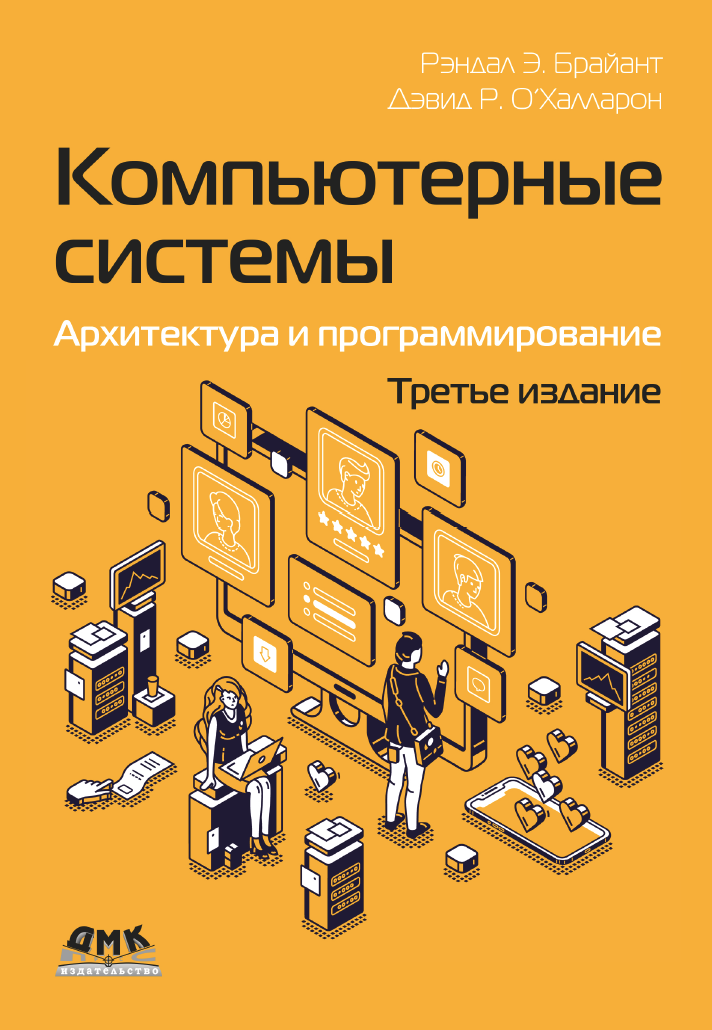 Рэндал Э. Брайант
Дэвид Р. О'Халларон
Компьютерные
системы
Архитектура и программирование
Третье издание
ДМК
издательство